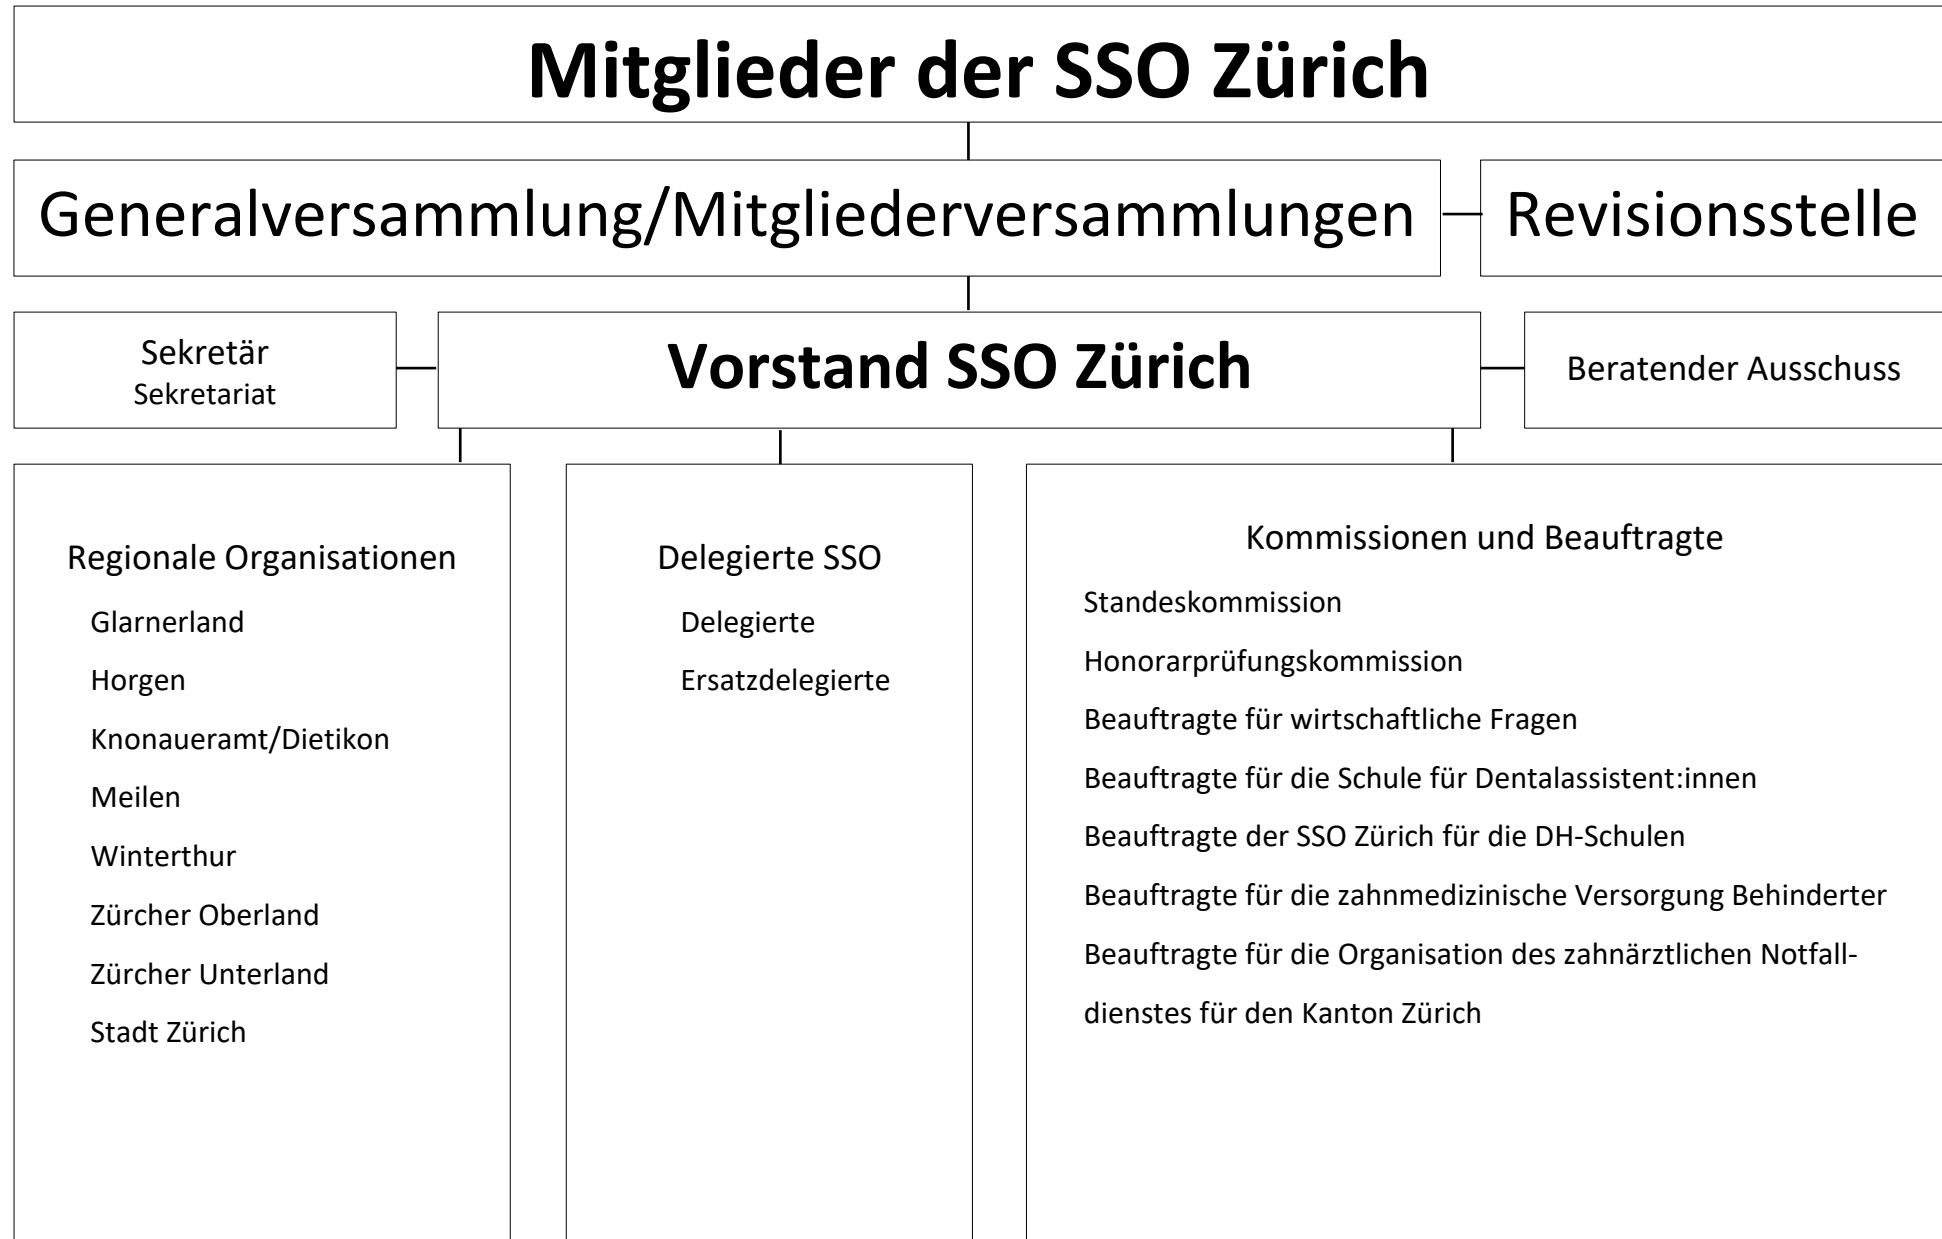 Mitglieder der SSO Zürich
Generalversammlung/Mitgliederversammlungen
Revisionsstelle
Sekretär
Sekretariat
Vorstand SSO Zürich
Beratender Ausschuss
Regionale Organisationen
Glarnerland
Horgen
Knonaueramt/Dietikon
Meilen
Winterthur
Zürcher Oberland
Zürcher Unterland
Stadt Zürich
Delegierte SSO
Delegierte
Ersatzdelegierte
Kommissionen und Beauftragte
Standeskommission
Honorarprüfungskommission
Beauftragte für wirtschaftliche Fragen
Beauftragte für die Schule für Dentalassistent:innen
Beauftragte der SSO Zürich für die DH-Schulen
Beauftragte für die zahnmedizinische Versorgung Behinderter
Beauftragte für die Organisation des zahnärztlichen Notfall-
dienstes für den Kanton Zürich